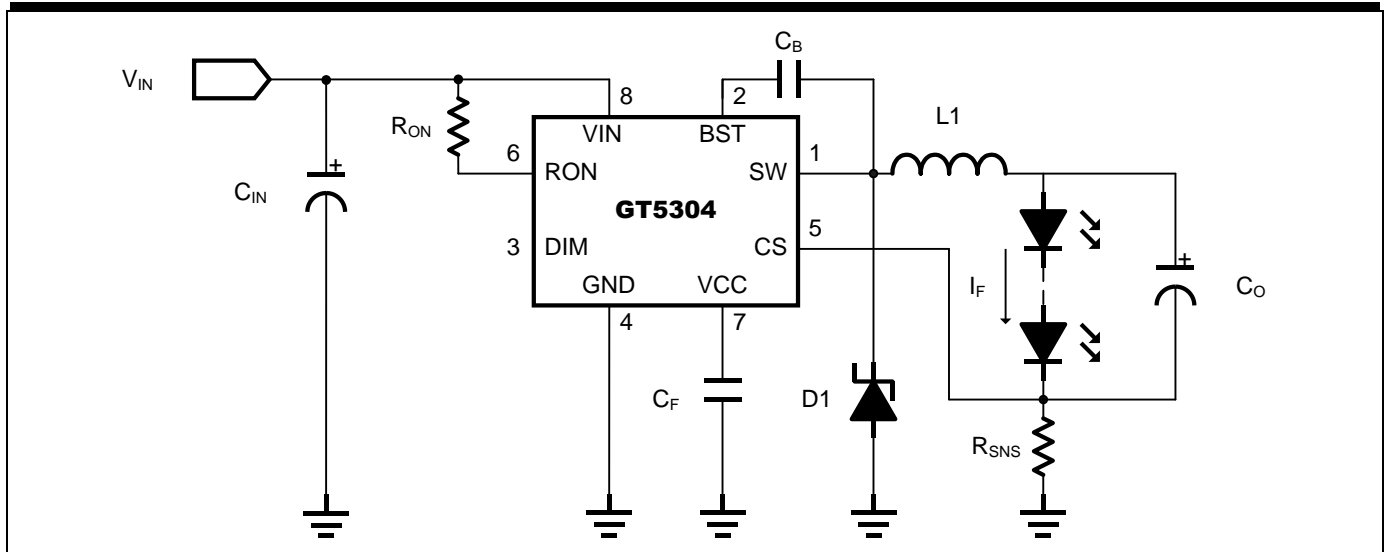 C_B
V_IN
8
2
R_ON
VIN
BST
L1
6
RON
SW
1
C_IN
GT5304
3
DIM
CS
5
GND
VCC
I_F
C_O
4
7
C_F
D1
R_SNS
+
+